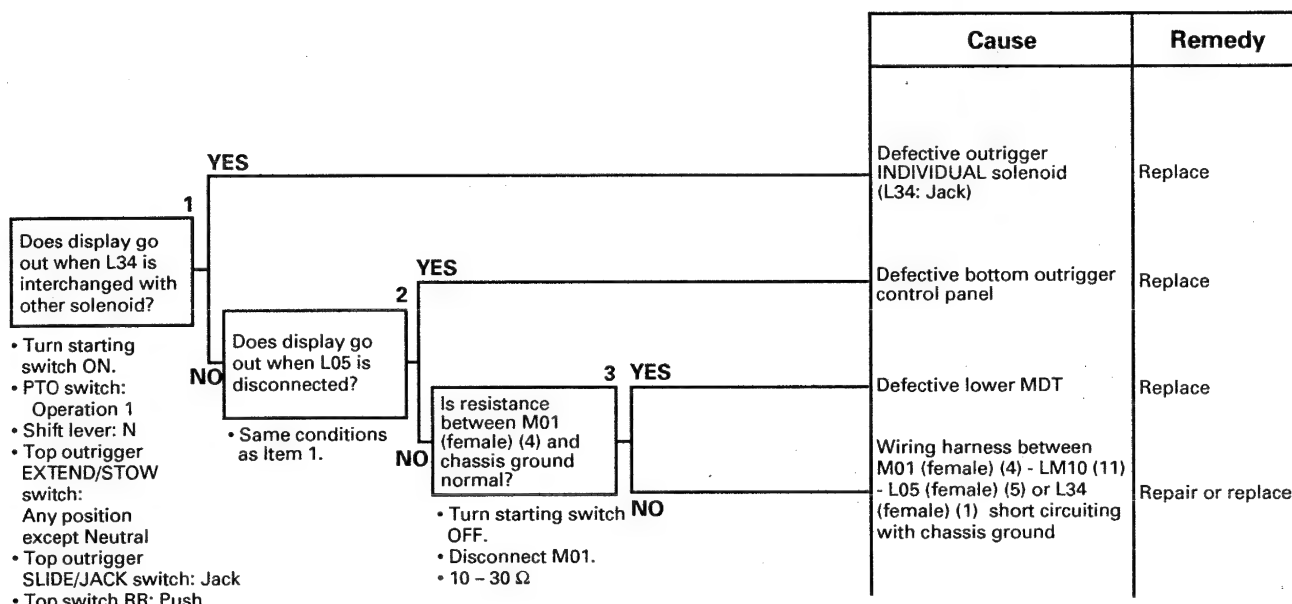 Cause
Remedy
YES
Defective outrigger
INDIVIDUAL solenoid
(L34: Jack)
Replace
1
Does display go
out when L34 is
interchanged with
other solenoid?
• Turn starting
switch ON.
• PTO switch:
Operation 1
• Shift lever: N
• Top outrigger
EXTEND/STOW
switch:
Any position
except Neutral
• Top outrigger
SLIDE/JACK switch: Jack
• Top switch RR: Push
NO
2
YES
Defective bottom outrigger
control panel
Replace
Does display go
out when L05 is
disconnected?
• Same conditions
as Item 1.
NO
3
YES
Defective lower MDT
Replace
Is resistance
between M01
(female) (4) and
chassis ground
normal?
• Turn starting switch
OFF.
• Disconnect M01.
• 10 – 30 Ω
NO
Wiring harness between
M01 (female) (4) - LM10 (11)
- L05 (female) (5) or L34
(female) (1) short circuiting
with chassis ground
Repair or replace